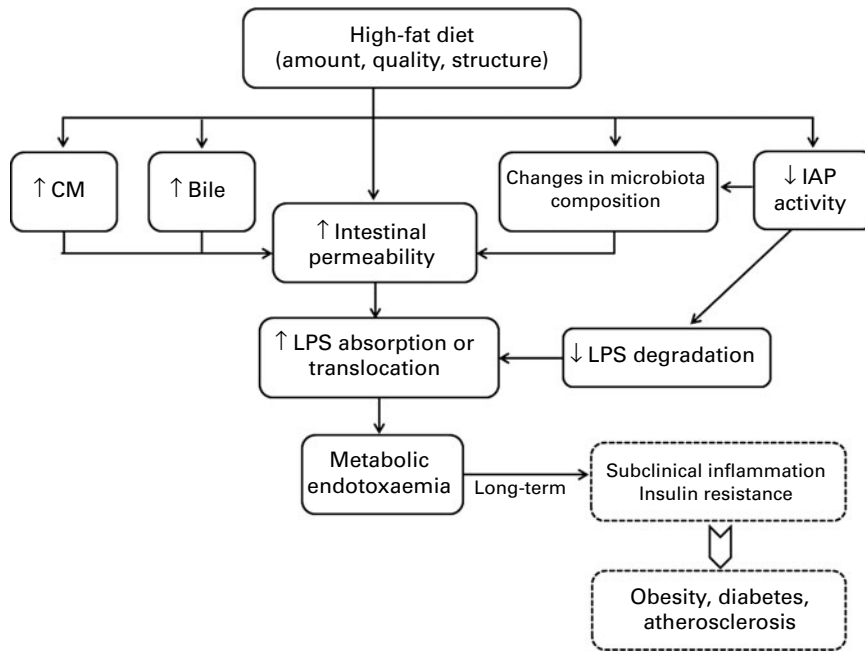 High-fat diet
(amount, quality, structure)
↑ CM
↑ Bile
Changes in microbiota
composition
↓ IAP
activity
↑ Intestinal
permeability
↑ LPS absorption or
translocation
↓ LPS degradation
Metabolic
endotoxaemia
Long-term
Subclinical inflammation
Insulin resistance
Obesity, diabetes,
atherosclerosis